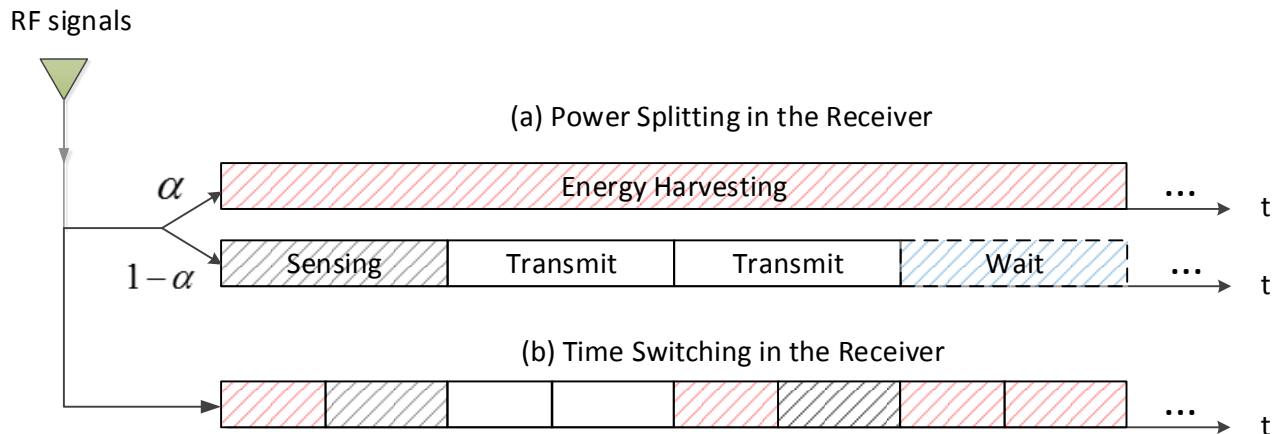 RF signals
(a) Power Splitting in the Receiver
α
Energy Harvesting
...
t
1-α
Sensing
Transmit
Transmit
Wait
...
t
(b) Time Switching in the Receiver
...
t